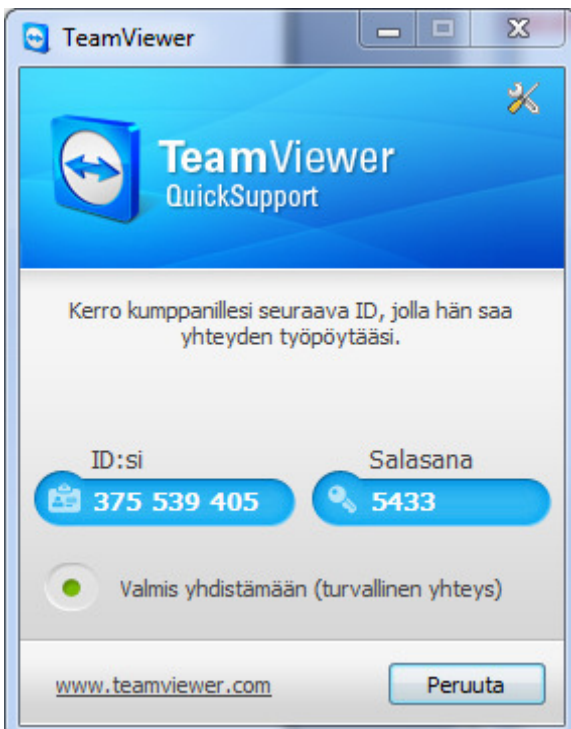 TeamViewer
TeamViewer
QuickSupport
Kerro kumppanillesi seuraava ID, jolla hän saa
yhteyden työpöytääsi.
ID:si
Salasana
375 539 405
5433
Valmis yhdistämään (turvallinen yhteys)
www.teamviewer.com
Peruuta